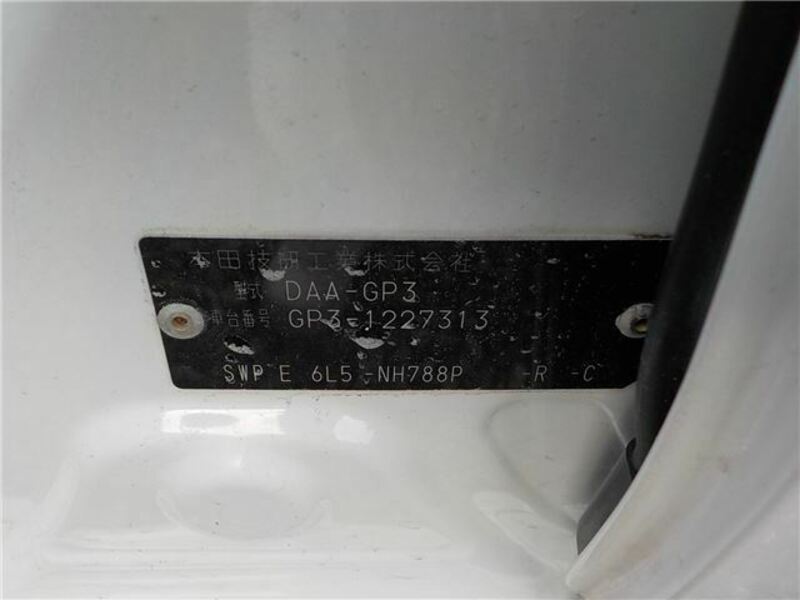 本田技研工業株式会社
型式 DAA-GP3
車台番号 GP3-1227313
SWP E 6L5 -NH788P -R -C